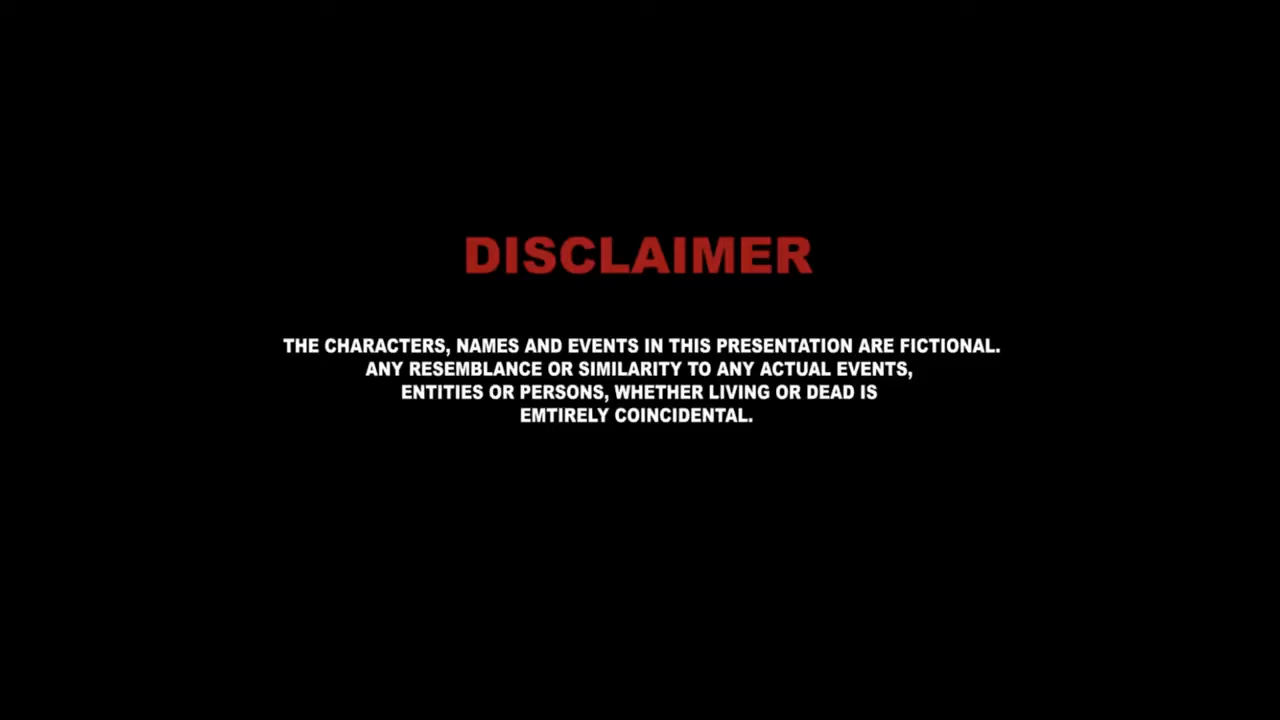 DISCLAIMER
THE CHARACTERS, NAMES AND EVENTS IN THIS PRESENTATION ARE FICTIONAL.
ANY RESEMBLANCE OR SIMILARITY TO ANY ACTUAL EVENTS,
ENTITIES OR PERSONS, WHETHER LIVING OR DEAD IS
EMTIRELY COINCIDENTAL.